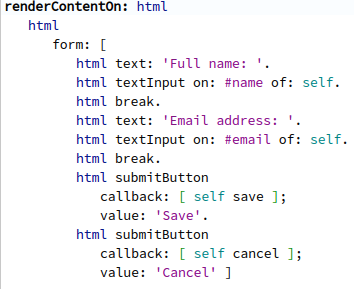 renderContentOn: html
html
form: [
html text: 'Full name: '.
html textInput on: #name of: self.
html break.
html text: 'Email address: '.
html textInput on: #email of: self.
html break.
html submitButton
callback: [ self save ];
value: 'Save'.
html submitButton
callback: [ self cancel ];
value: 'Cancel' ]